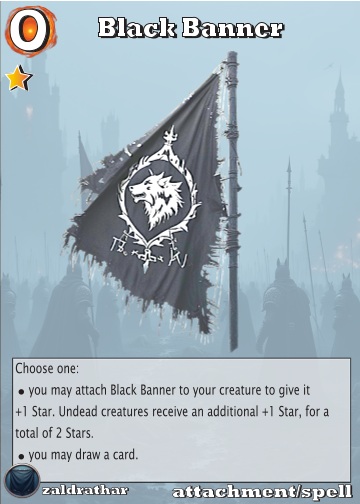 0
Black Banner
Choose one:
• you may attach Black Banner to your creature to give it
+1 Star. Undead creatures receive an additional +1 Star, for a
total of 2 Stars.
• you may draw a card.
zaldrathar
attachment/spell